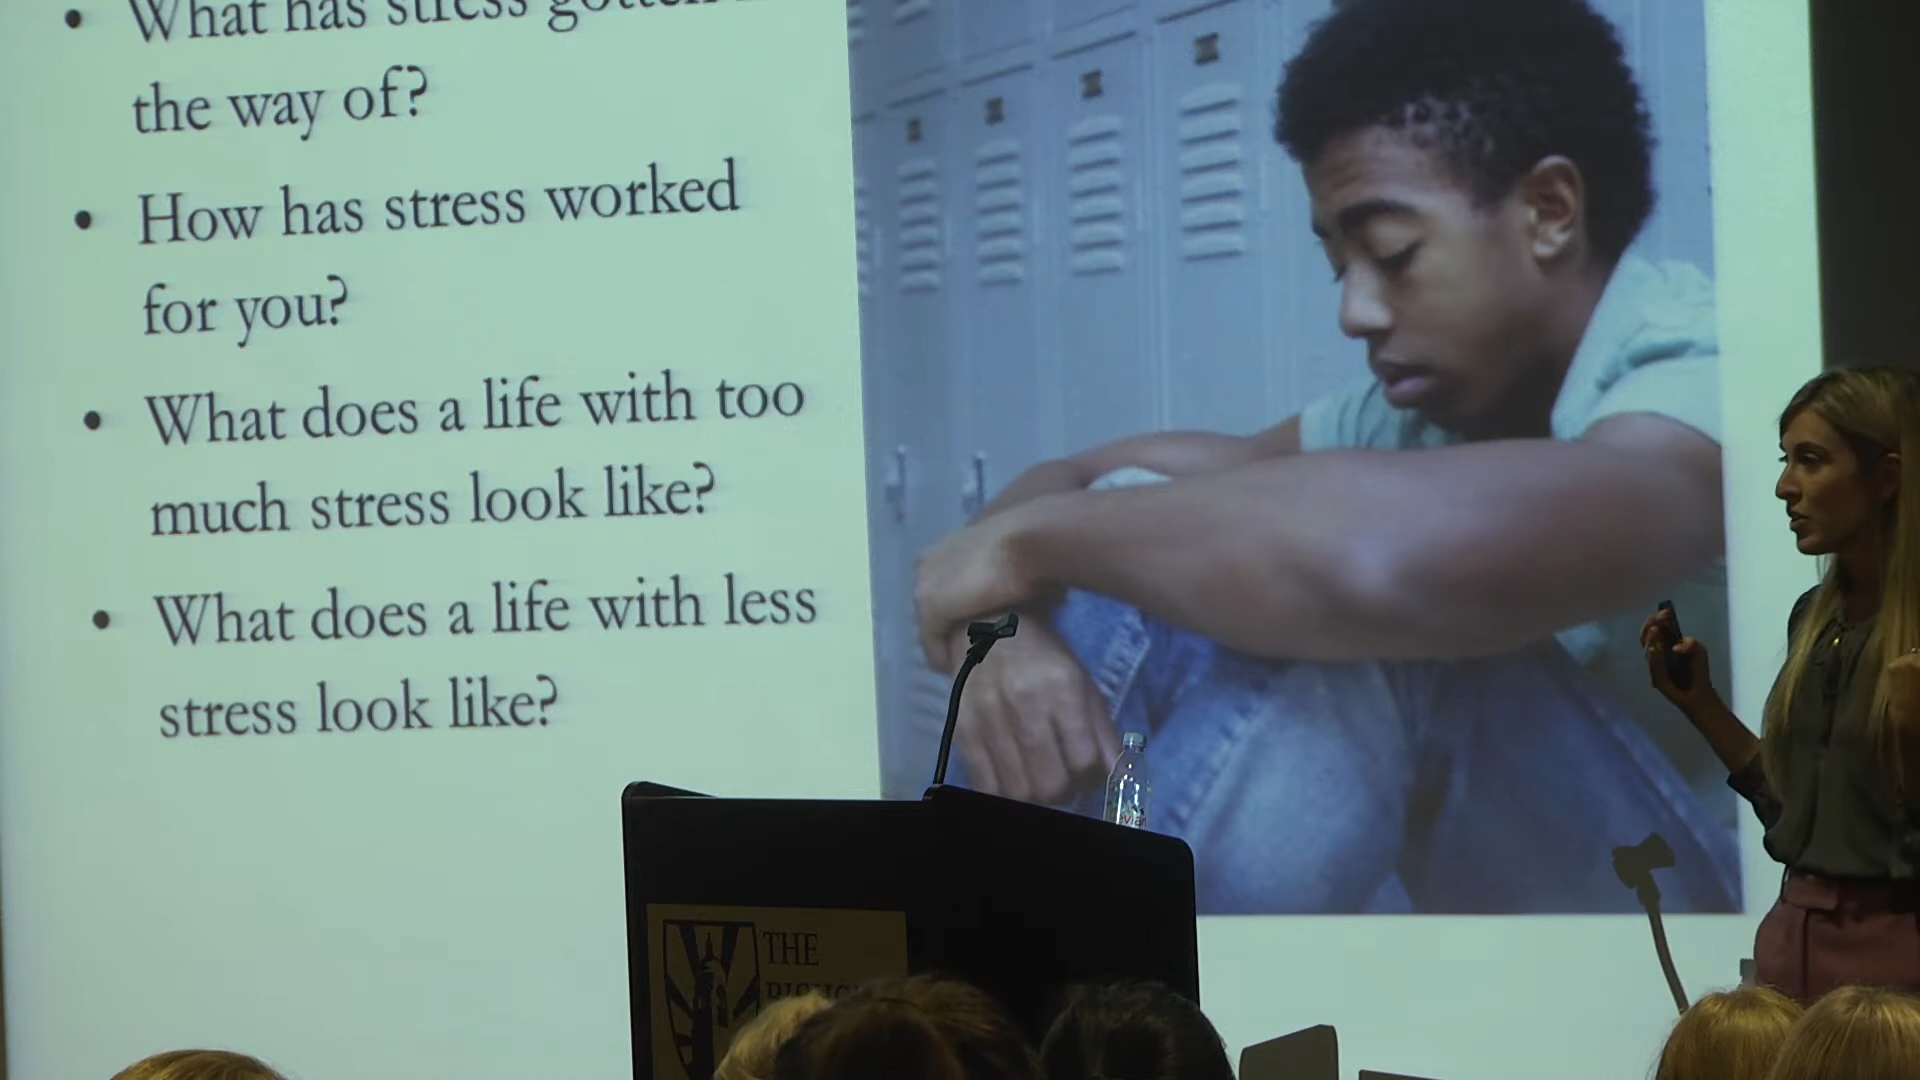 • What has stress gotten
the way of?
• How has stress worked
for you?
• What does a life with too
much stress look like?
• What does a life with less
stress look like?
evian
THE